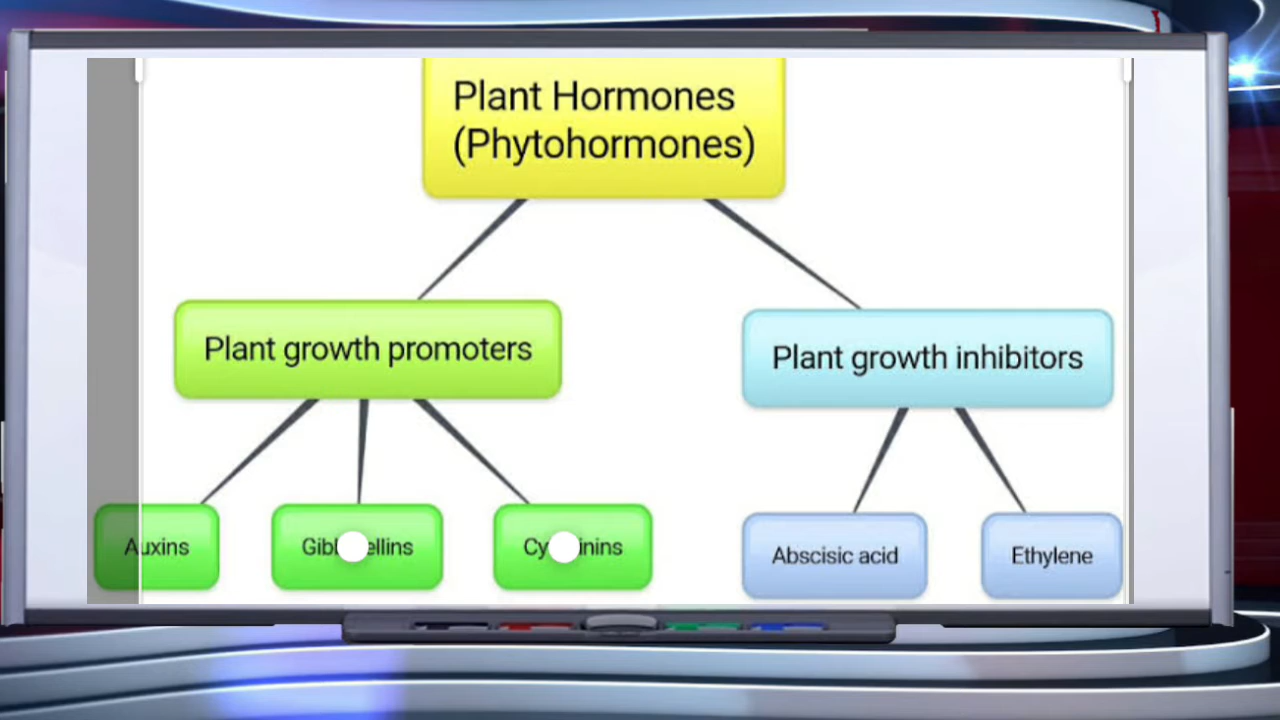 Plant Hormones
(Phytohormones)
Plant growth promoters
Plant growth inhibitors
Auxins
Abscisic acid
Ethylene